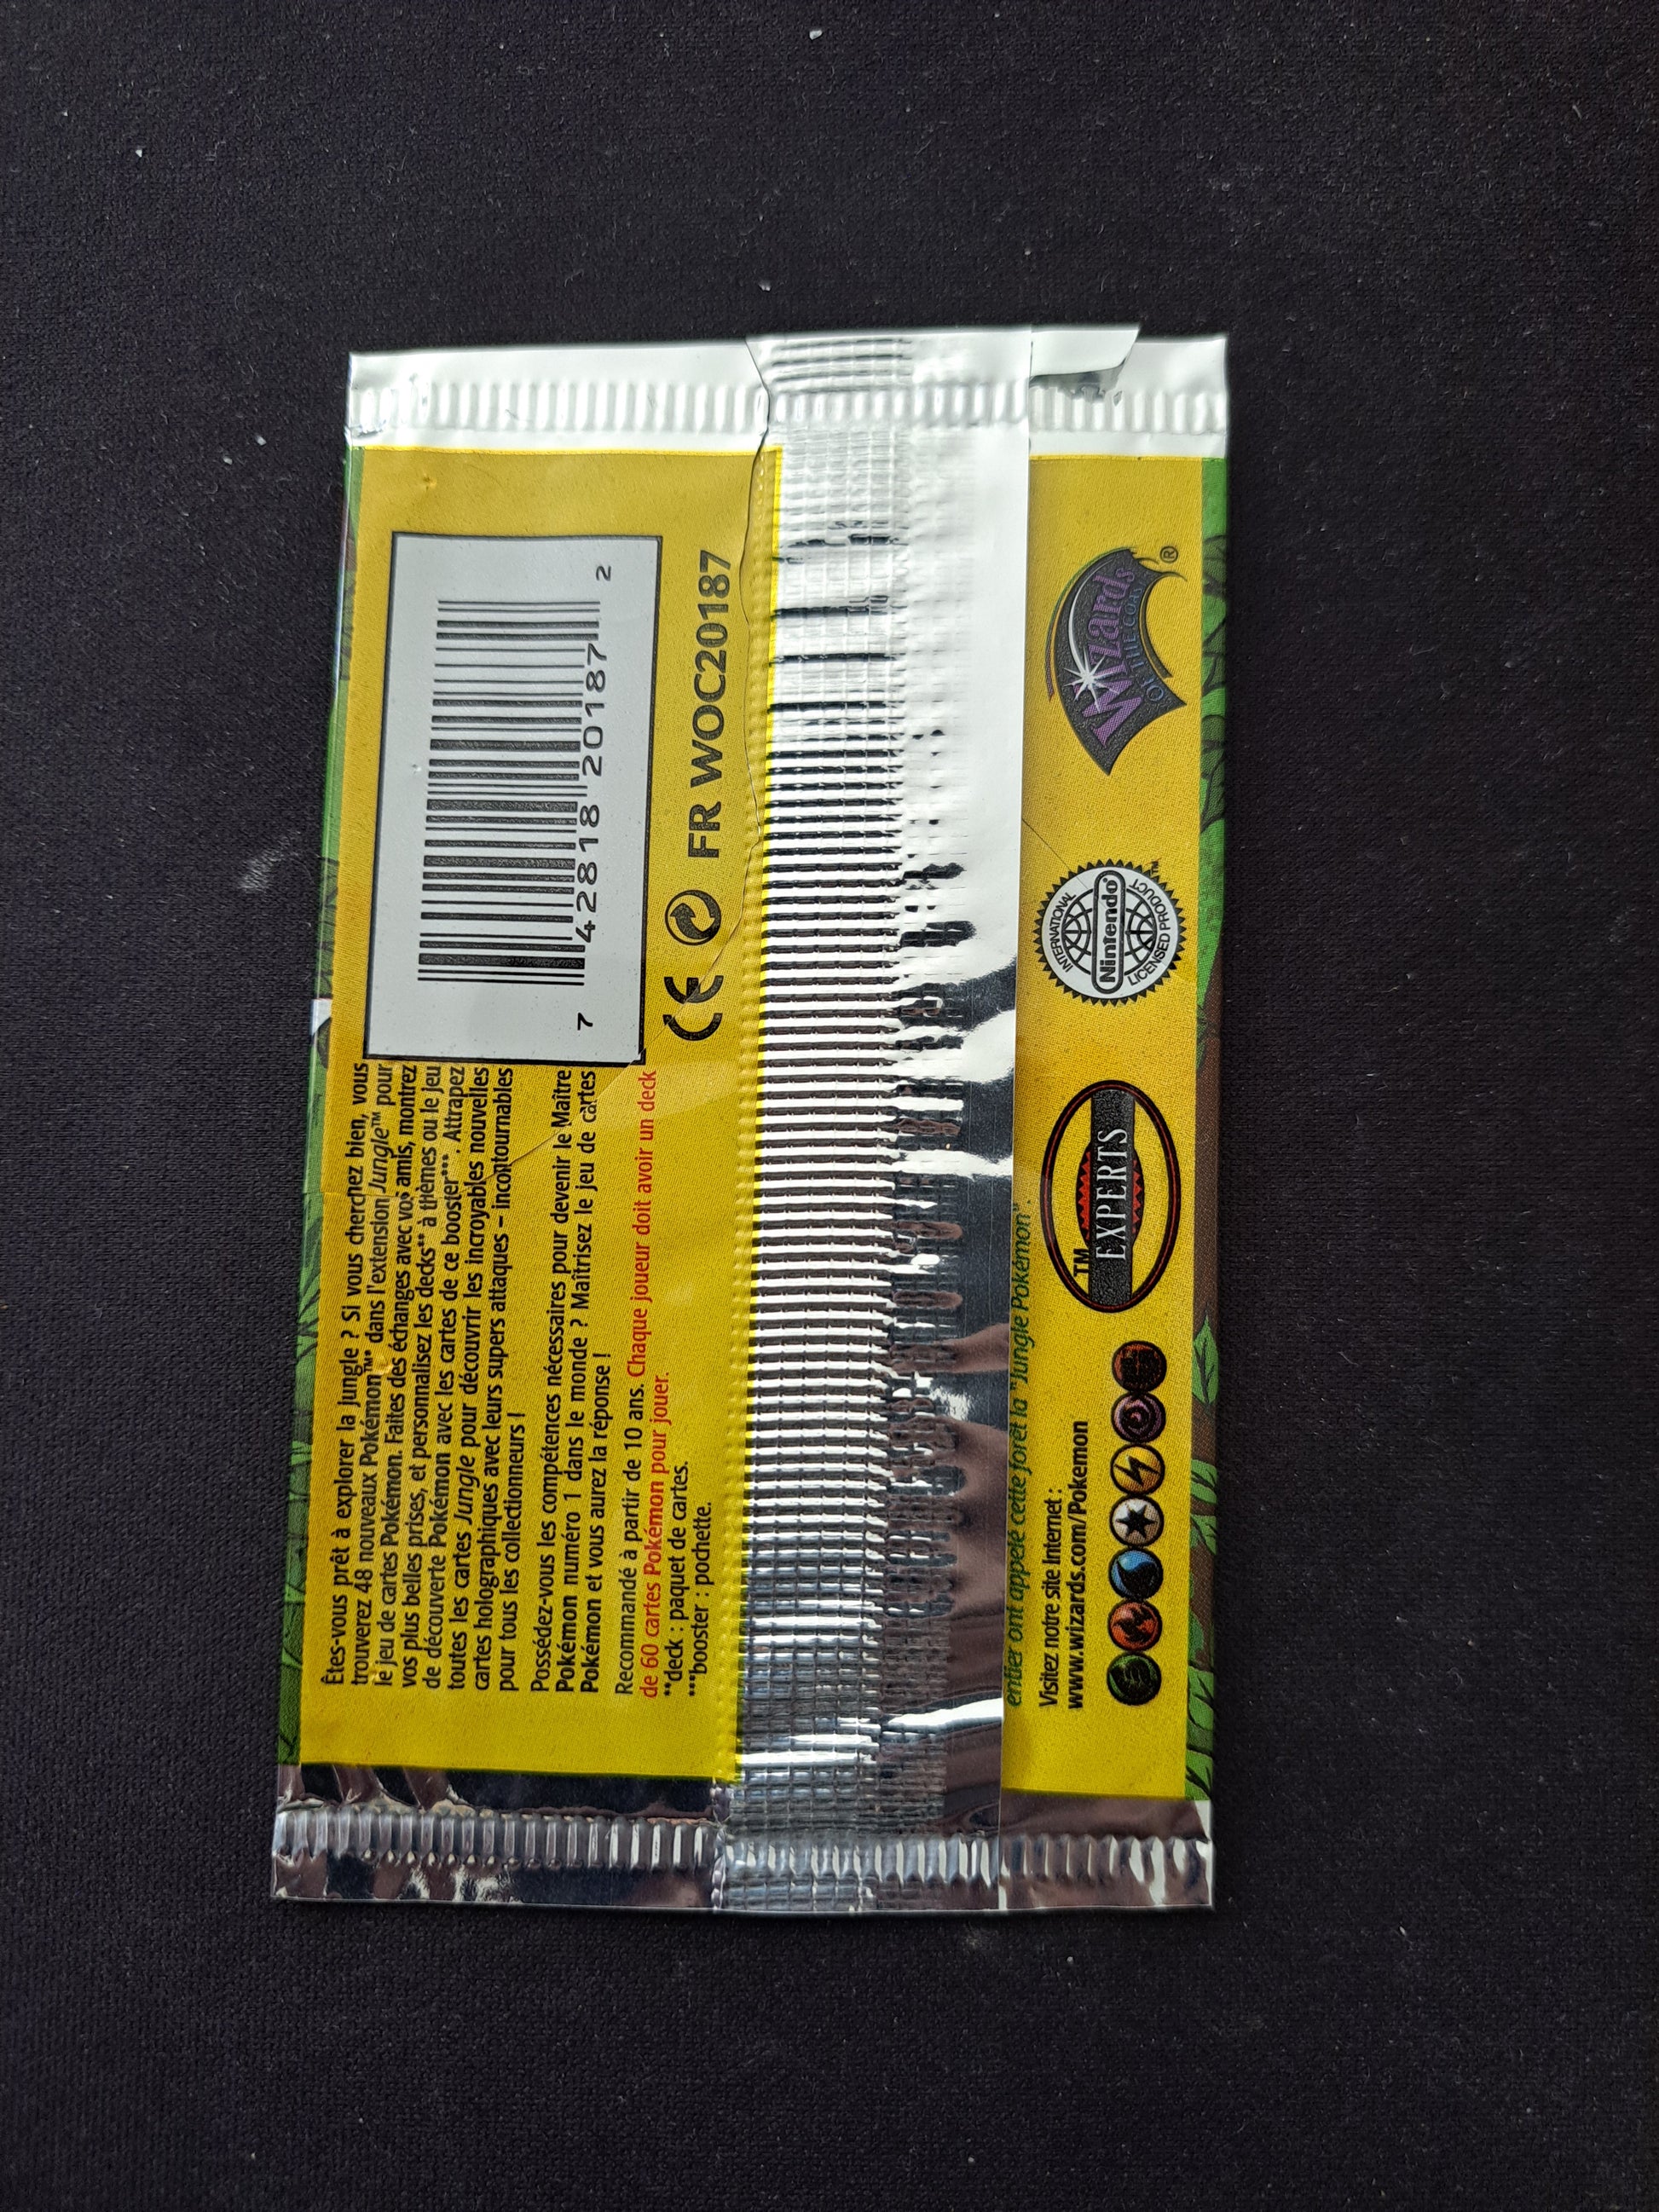 Êtes-vous prêt à explorer la jungle ? Si vous cherchez bien, vous
trouverez 48 nouveaux Pokémon™* dans l'extension Jungle™ pour
le jeu de cartes Pokémon. Faites des échanges avec vos amis, montrez
vos plus belles prises, et personnalisez les decks** à thèmes ou le jeu
de découverte Pokémon avec les cartes de ce booster***. Attrapez
toutes les cartes Jungle pour découvrir les incroyables nouvelles
cartes holographiques avec leurs supers attaques – incontournables
pour tous les collectionneurs !
Possédez-vous les compétences nécessaires pour devenir le Maître
Pokémon numéro 1 dans le monde ? Maîtrisez le jeu de cartes
Pokémon et vous aurez la réponse !
Recommandé à partir de 10 ans. Chaque joueur doit avoir un deck
de 60 cartes Pokémon pour jouer.
**deck : paquet de cartes.
***booster : pochette.
7 42818 20187 2
CE FR WOC20187
entier ont appelé cette forêt la "Jungle Pokémon".
Visitez notre site Internet :
www.wizards.com/Pokemon
EXPERTS™
INTERNATIONAL
Nintendo®
LICENSED PRODUCT™
Wizards
OF THE COAST®